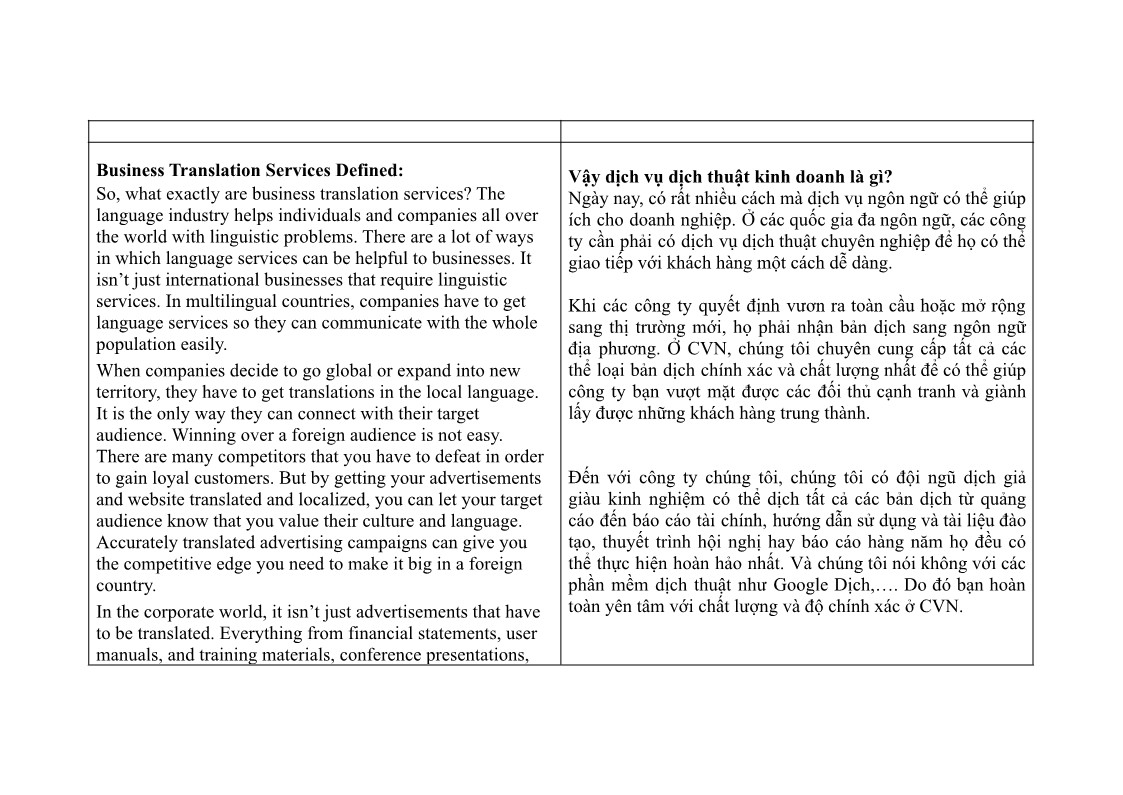 Business Translation Services Defined:
So, what exactly are business translation services? The
language industry helps individuals and companies all over
the world with linguistic problems. There are a lot of ways
in which language services can be helpful to businesses. It
isn’t just international businesses that require linguistic
services. In multilingual countries, companies have to get
language services so they can communicate with the whole
population easily.
When companies decide to go global or expand into new
territory, they have to get translations in the local language.
It is the only way they can connect with their target
audience. Winning over a foreign audience is not easy.
There are many competitors that you have to defeat in order
to gain loyal customers. But by getting your advertisements
and website translated and localized, you can let your target
audience know that you value their culture and language.
Accurately translated advertising campaigns can give you
the competitive edge you need to make it big in a foreign
country.
In the corporate world, it isn’t just advertisements that have
to be translated. Everything from financial statements, user
manuals, and training materials, conference presentations,
Vậy dịch vụ dịch thuật kinh doanh là gì?
Ngày nay, có rất nhiều cách mà dịch vụ ngôn ngữ có thể giúp
ích cho doanh nghiệp. Ở các quốc gia đa ngôn ngữ, các công
ty cần phải có dịch vụ dịch thuật chuyên nghiệp để họ có thể
giao tiếp với khách hàng một cách dễ dàng.
Khi các công ty quyết định vươn ra toàn cầu hoặc mở rộng
sang thị trường mới, họ phải nhận bản dịch sang ngôn ngữ
địa phương. Ở CVN, chúng tôi chuyên cung cấp tất cả các
thể loại bản dịch chính xác và chất lượng nhất để có thể giúp
công ty bạn vượt mặt được các đối thủ cạnh tranh và giành
lấy được những khách hàng trung thành.
Đến với công ty chúng tôi, chúng tôi có đội ngũ dịch giả
giàu kinh nghiệm có thể dịch tất cả các bản dịch từ quảng
cáo đến báo cáo tài chính, hướng dẫn sử dụng và tài liệu đào
tạo, thuyết trình hội nghị hay báo cáo hàng năm họ đều có
thể thực hiện hoàn hảo nhất. Và chúng tôi nói không với các
phần mềm dịch thuật như Google Dịch,…. Do đó bạn hoàn
toàn yên tâm với chất lượng và độ chính xác ở CVN.